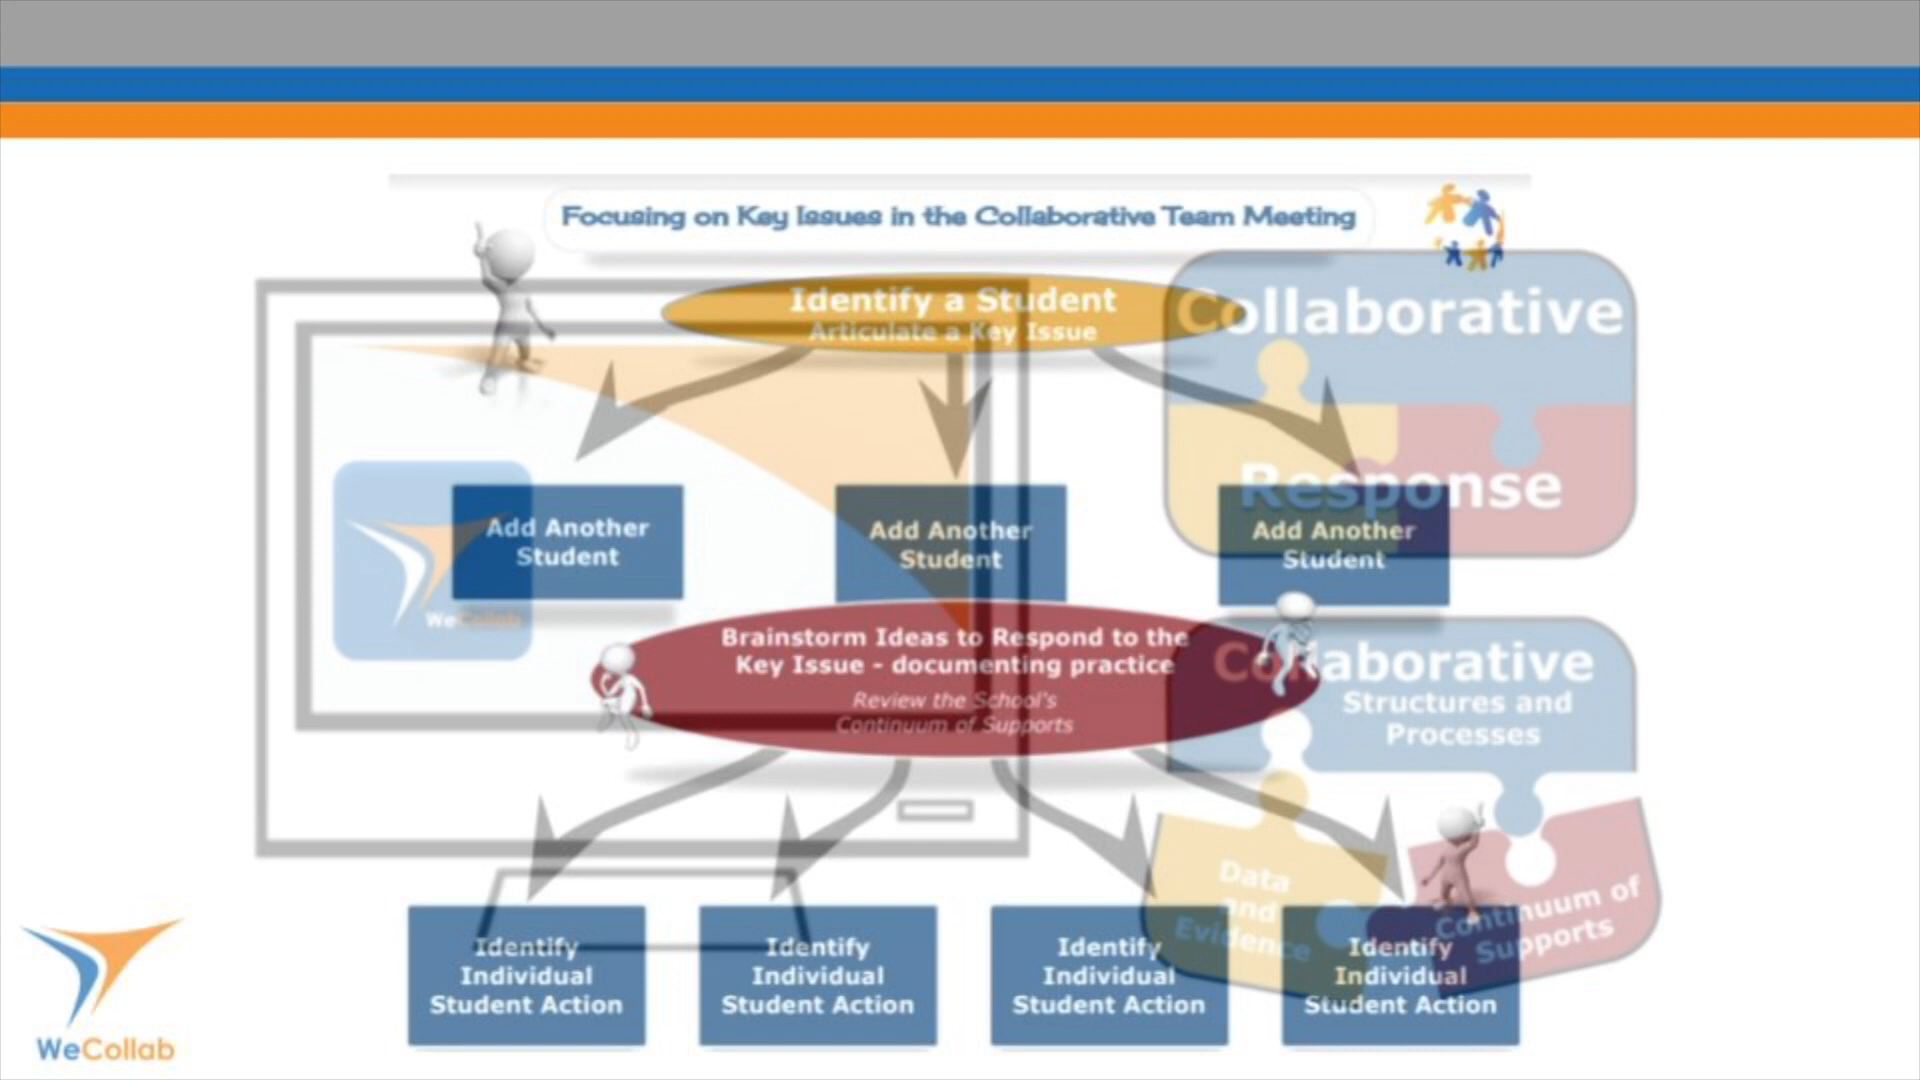 Focusing on Key Issues in the Collaborative Team Meeting
Identify a Student
Articulate a Key Issue
Collaborative
Response
Add Another
Student
Add Another
Student
Add Another
Student
WeCollab
Brainstorm Ideas to Respond to the
Key Issue - documenting practice
Review the School's
Continuum of Supports
Collaborative
Structures and
Processes
Data
and
Evidence
Continuum of
Supports
Identify
Individual
Student Action
Identify
Individual
Student Action
Identify
Individual
Student Action
Identify
Individual
Student Action
WeCollab